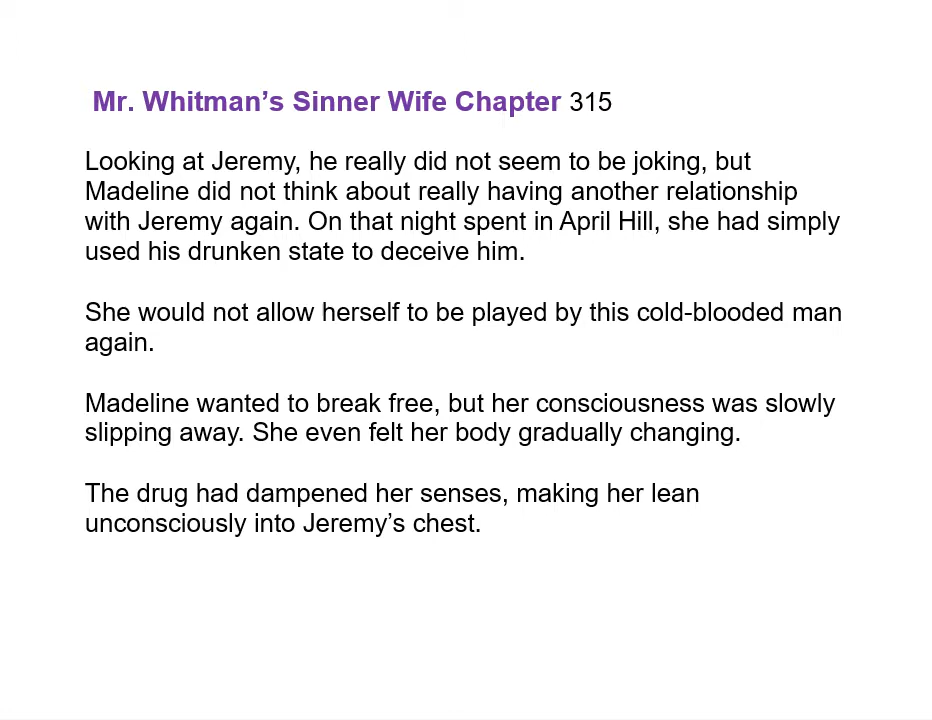 Mr. Whitman’s Sinner Wife Chapter 315
Looking at Jeremy, he really did not seem to be joking, but
Madeline did not think about really having another relationship
with Jeremy again. On that night spent in April Hill, she had simply
used his drunken state to deceive him.
She would not allow herself to be played by this cold-blooded man
again.
Madeline wanted to break free, but her consciousness was slowly
slipping away. She even felt her body gradually changing.
The drug had dampened her senses, making her lean
unconsciously into Jeremy’s chest.